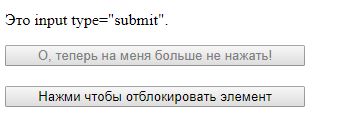 Это input type="submit".
О, теперь на меня больше не нажать!
Нажми чтобы отблокировать элемент